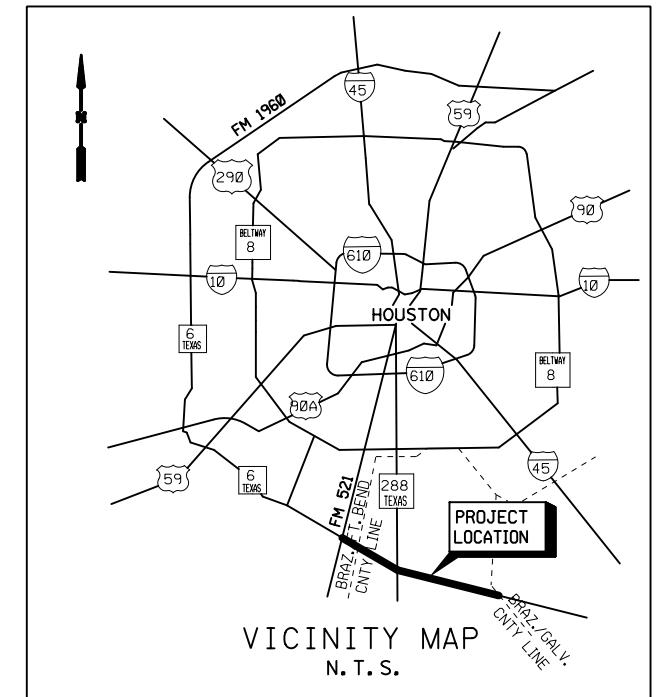 45
59
FM 1960
N
290
90
BELTWAY
8
610
10
10
HOUSTON
6
TEXAS
BELTWAY
8
610
90A
45
59
6
TEXAS
288
TEXAS
FM 521
BRAZ./FT. BEND
CNTY LINE
PROJECT
LOCATION
BRAZ./GALV.
CNTY LINE
VICINITY MAP
N.T.S.